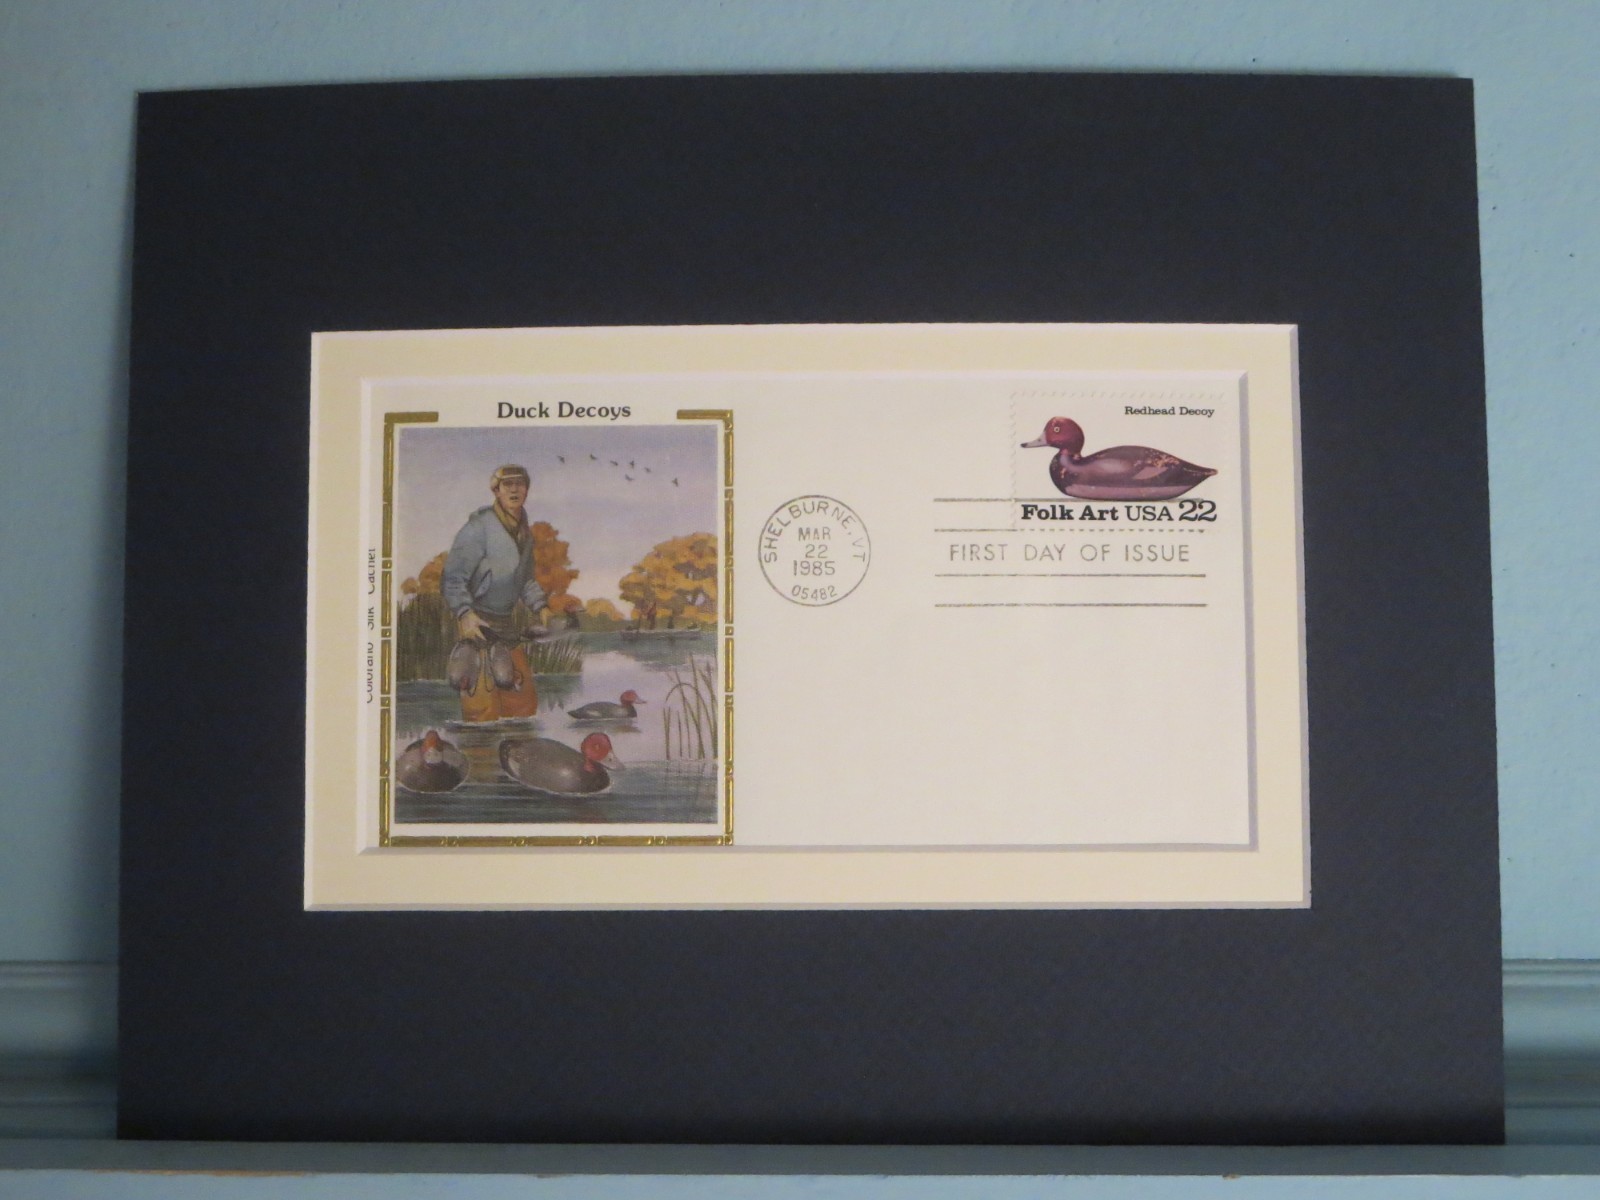 Duck Decoys
Colorano Silk Cachet
SHELBURNE, VT
MAR
22
1985
05482
Redhead Decoy
Folk Art USA 22
FIRST DAY OF ISSUE